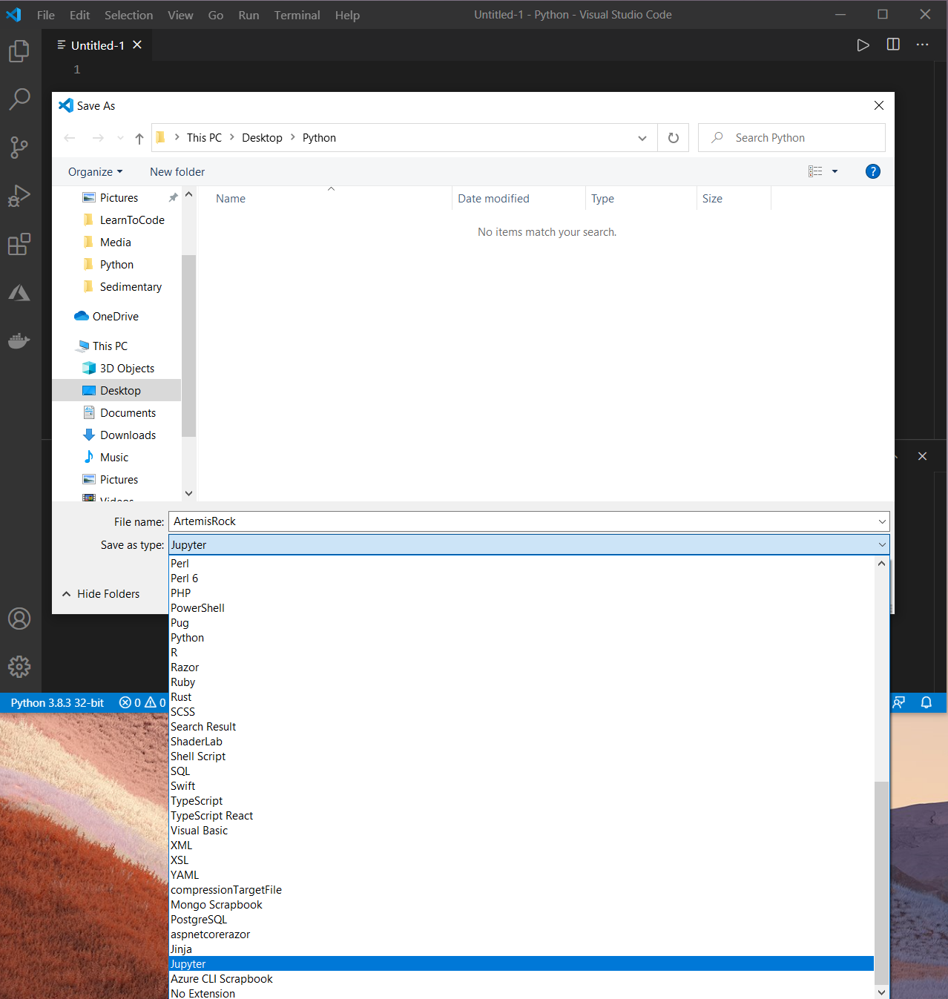 File Edit Selection View Go Run Terminal Help Untitled-1 - Python - Visual Studio Code
Untitled-1
1
Save As
This PC > Desktop > Python
Search Python
Organize New folder
Name Date modified Type Size
No items match your search.
Pictures
LearnToCode
Media
Python
Sedimentary
OneDrive
This PC
3D Objects
Desktop
Documents
Downloads
Music
Pictures
Videos
File name: ArtemisRock
Save as type: Jupyter
Hide Folders
Perl
Perl 6
PHP
PowerShell
Pug
Python
R
Razor
Ruby
Rust
SCSS
Search Result
ShaderLab
Shell Script
SQL
Swift
TypeScript
TypeScript React
Visual Basic
XML
XSL
YAML
compressionTargetFile
Mongo Scrapbook
PostgreSQL
aspnetcorerazor
Jinja
Jupyter
Azure CLI Scrapbook
No Extension
Python 3.8.3 32-bit 0 0